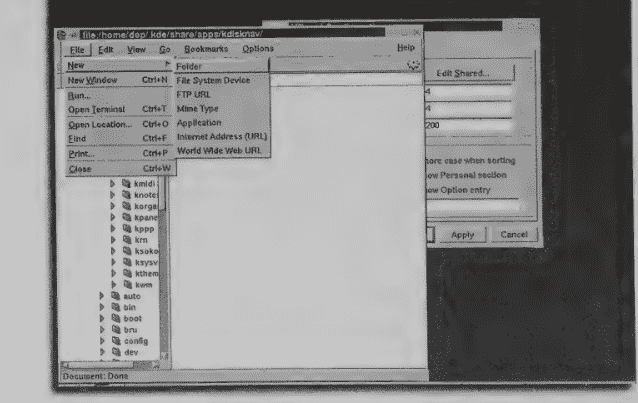 file /home/dep/ kde/share/apps/kdisknav/
File Edit View Go Bookmarks Options Help
New
New Window Ctrl+N
Run...
Open Terminal Ctrl+T
Open Location... Ctrl+O
Find Ctrl+F
Print... Ctrl+P
Close Ctrl+W
Folder
File System Device
FTP URL
Mime Type
Application
Internet Address (URL)
World Wide Web URL
kmidi
knote
korga
kpane
kppp
krn
ksoko
ksysv
kthem
kwm
auto
bin
boot
bru
config
dev
Document: Done
Edit Shared...
4
4
200
ore case when sorting
ow Personal section
ow Option entry
Apply Cancel